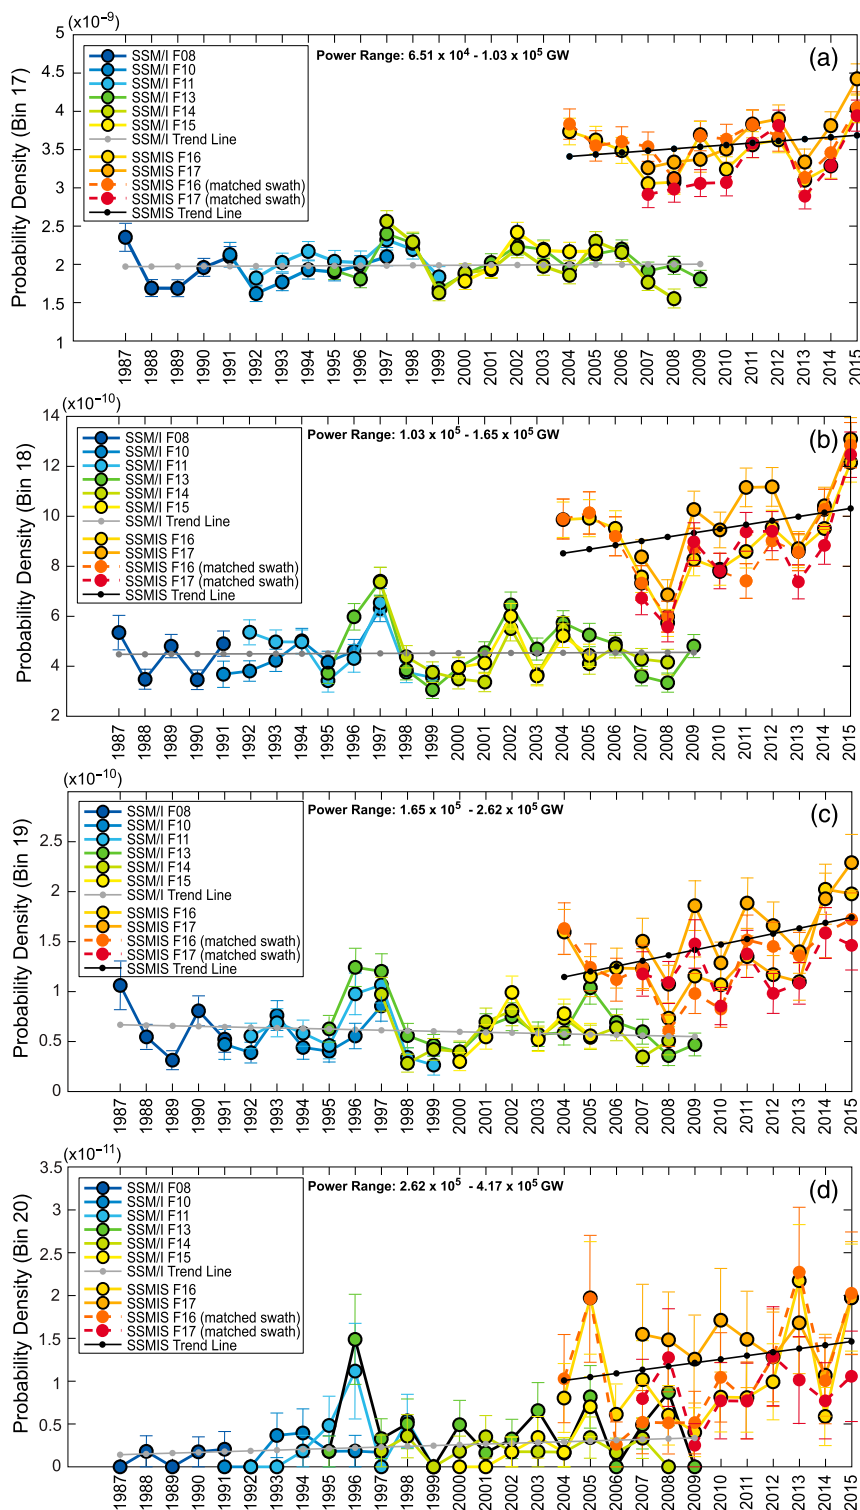 (x10⁻⁹)
Power Range: 6.51 x 10⁴ - 1.03 x 10⁵ GW
(a)
Probability Density (Bin 17)
5
4.5
4
3.5
3
2.5
2
1.5
1
SSM/I F08
SSM/I F10
SSM/I F11
SSM/I F13
SSM/I F14
SSM/I F15
SSM/I Trend Line
SSMIS F16
SSMIS F17
SSMIS F16 (matched swath)
SSMIS F17 (matched swath)
SSMIS Trend Line
1987 1988 1989 1990 1991 1992 1993 1994 1995 1996 1997 1998 1999 2000 2001 2002 2003 2004 2005 2006 2007 2008 2009 2010 2011 2012 2013 2014 2015
(x10⁻¹⁰)
Power Range: 1.03 x 10⁵ - 1.65 x 10⁵ GW
(b)
Probability Density (Bin 18)
14
12
10
8
6
4
2
SSM/I F08
SSM/I F10
SSM/I F11
SSM/I F13
SSM/I F14
SSM/I F15
SSM/I Trend Line
SSMIS F16
SSMIS F17
SSMIS F16 (matched swath)
SSMIS F17 (matched swath)
SSMIS Trend Line
1987 1988 1989 1990 1991 1992 1993 1994 1995 1996 1997 1998 1999 2000 2001 2002 2003 2004 2005 2006 2007 2008 2009 2010 2011 2012 2013 2014 2015
(x10⁻¹⁰)
Power Range: 1.65 x 10⁵ - 2.62 x 10⁵ GW
(c)
Probability Density (Bin 19)
2.5
2
1.5
1
0.5
0
SSM/I F08
SSM/I F10
SSM/I F11
SSM/I F13
SSM/I F14
SSM/I F15
SSM/I Trend Line
SSMIS F16
SSMIS F17
SSMIS F16 (matched swath)
SSMIS F17 (matched swath)
SSMIS Trend Line
1987 1988 1989 1990 1991 1992 1993 1994 1995 1996 1997 1998 1999 2000 2001 2002 2003 2004 2005 2006 2007 2008 2009 2010 2011 2012 2013 2014 2015
(x10⁻¹¹)
Power Range: 2.62 x 10⁵ - 4.17 x 10⁵ GW
(d)
Probability Density (Bin 20)
3.5
3
2.5
2
1.5
1
0.5
0
SSM/I F08
SSM/I F10
SSM/I F11
SSM/I F13
SSM/I F14
SSM/I F15
SSM/I Trend Line
SSMIS F16
SSMIS F17
SSMIS F16 (matched swath)
SSMIS F17 (matched swath)
SSMIS Trend Line
1987 1988 1989 1990 1991 1992 1993 1994 1995 1996 1997 1998 1999 2000 2001 2002 2003 2004 2005 2006 2007 2008 2009 2010 2011 2012 2013 2014 2015